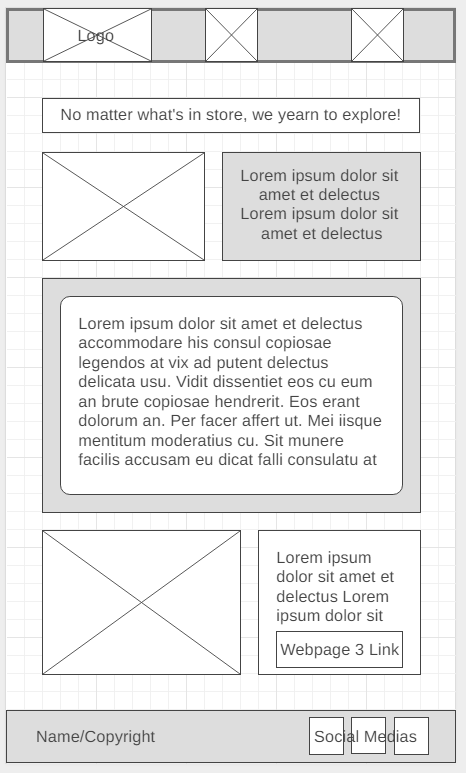 Logo
No matter what's in store, we yearn to explore!
Lorem ipsum dolor sit
amet et delectus
Lorem ipsum dolor sit
amet et delectus
Lorem ipsum dolor sit amet et delectus
accommodare his consul copiosae
legendos at vix ad putent delectus
delicata usu. Vidit dissentiet eos cu eum
an brute copiosae hendrerit. Eos erant
dolorum an. Per facer affert ut. Mei iisque
mentitum moderatius cu. Sit munere
facilis accusam eu dicat falli consulatu at
Lorem ipsum
dolor sit amet et
delectus Lorem
ipsum dolor sit
Webpage 3 Link
Name/Copyright
Social Medias